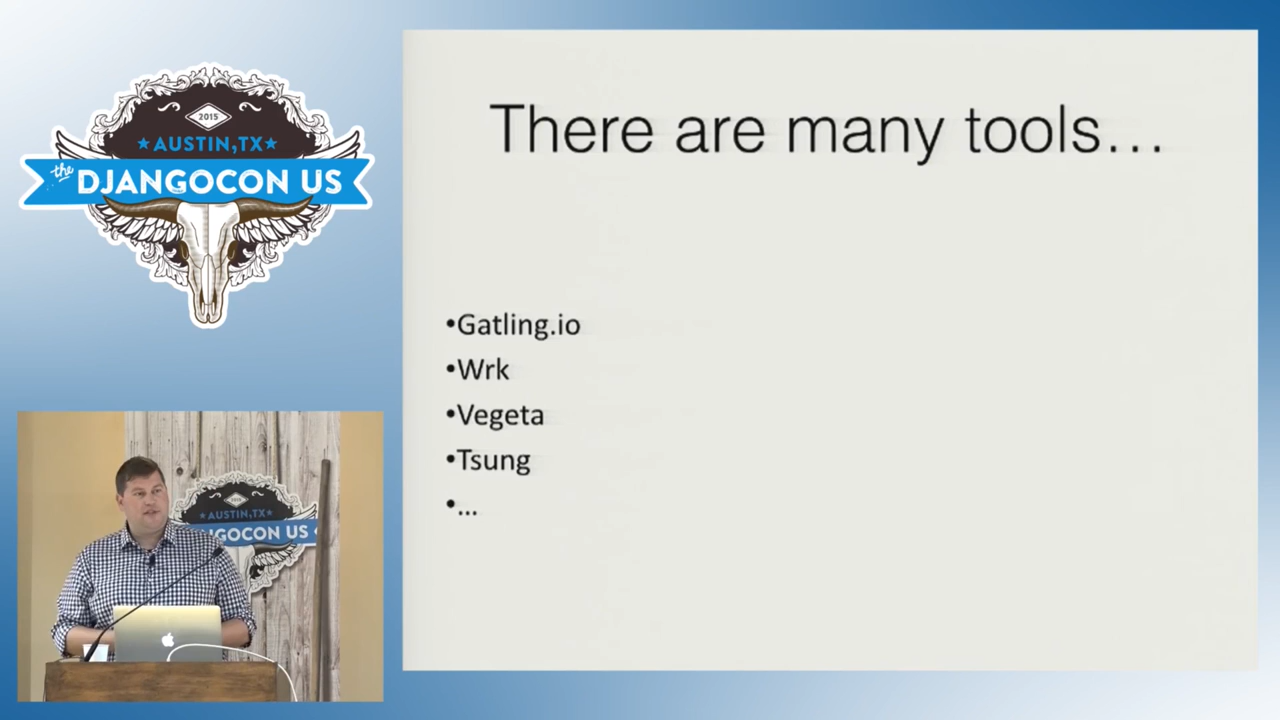 2015
AUSTIN,TX
the
DJANGOCON US
There are many tools…
•Gatling.io
•Wrk
•Vegeta
•Tsung
•...
AUSTIN,TX
NGOCON US